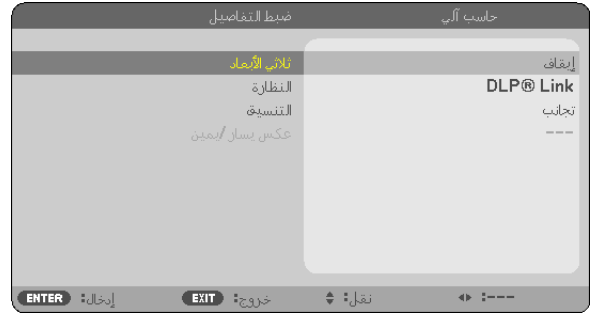 ضبط التفاصيل حاسب آلي
ثلاثي الأبعاد إيقاف
النظارة DLP® Link
التنسيق تجانب
عكس يسار/يمين ---
ENTER إدخال: EXIT خروج: نقل: ---: